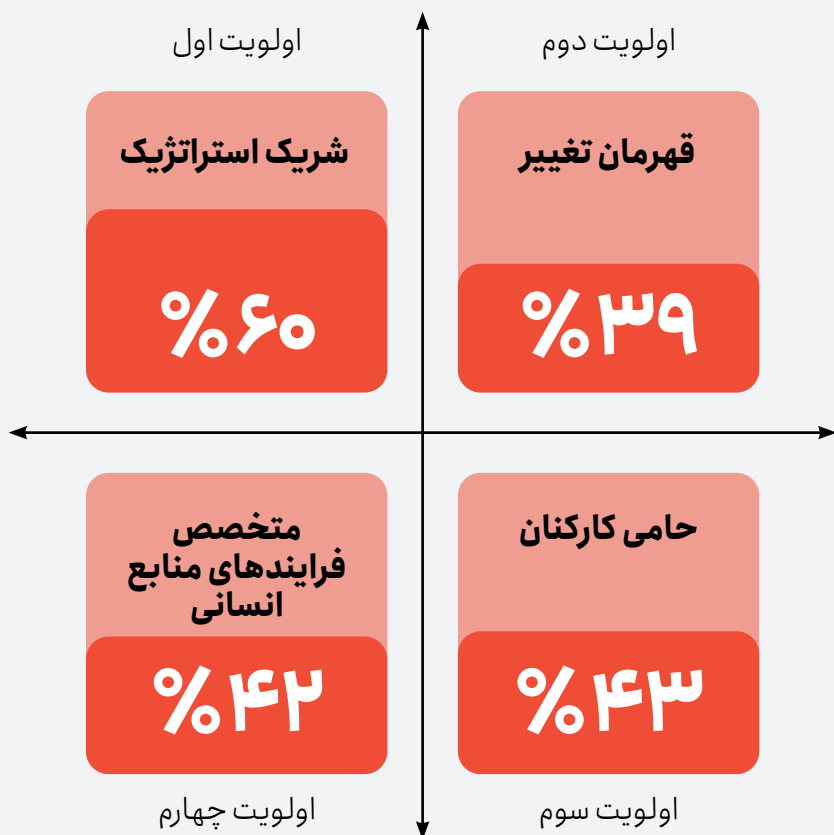 اولویت دوم
قهرمان تغییر
%۳۹
اولویت اول
شریک استراتژیک
%۶۰
حامی کارکنان
%۴۳
اولویت سوم
متخصص
فرایندهای منابع
انسانی
%۴۲
اولویت چهارم